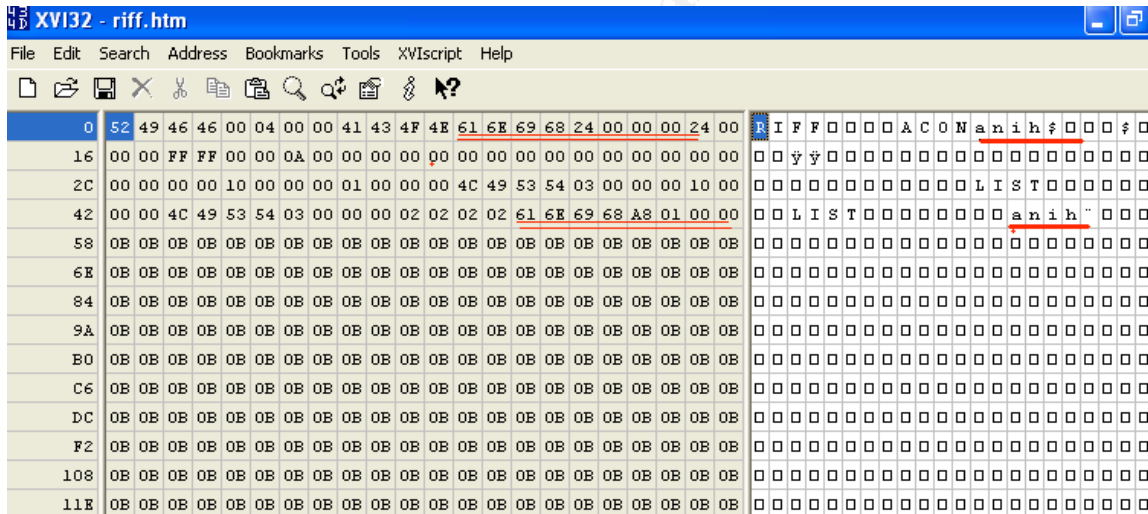 XVI32 - riff.htm
File Edit Search Address Bookmarks Tools XVIscript Help
0 52 49 46 46 00 04 00 00 41 43 4F 4E 61 6E 69 68 24 00 00 00 24 00 R I F F □ □ □ □ A C O N a n i h $ □ □ □ $ □
16 00 00 FF FF 00 00 0A 00 00 00 00 00 00 00 00 00 00 00 00 00 00 00 □ □ ÿ ÿ □ □ □ □ □ □ □ □ □ □ □ □ □ □ □ □ □ □
2C 00 00 00 00 10 00 00 00 01 00 00 00 4C 49 53 54 03 00 00 00 10 00 □ □ □ □ □ □ □ □ □ □ □ □ L I S T □ □ □ □ □ □
42 00 00 4C 49 53 54 03 00 00 00 02 02 02 02 61 6E 69 68 A8 01 00 00 □ □ L I S T □ □ □ □ □ □ □ □ a n i h ¨ □ □ □
58 0B 0B 0B 0B 0B 0B 0B 0B 0B 0B 0B 0B 0B 0B 0B 0B 0B 0B 0B 0B 0B 0B □ □ □ □ □ □ □ □ □ □ □ □ □ □ □ □ □ □ □ □ □ □
6E 0B 0B 0B 0B 0B 0B 0B 0B 0B 0B 0B 0B 0B 0B 0B 0B 0B 0B 0B 0B 0B 0B □ □ □ □ □ □ □ □ □ □ □ □ □ □ □ □ □ □ □ □ □ □
84 0B 0B 0B 0B 0B 0B 0B 0B 0B 0B 0B 0B 0B 0B 0B 0B 0B 0B 0B 0B 0B 0B □ □ □ □ □ □ □ □ □ □ □ □ □ □ □ □ □ □ □ □ □ □
9A 0B 0B 0B 0B 0B 0B 0B 0B 0B 0B 0B 0B 0B 0B 0B 0B 0B 0B 0B 0B 0B 0B □ □ □ □ □ □ □ □ □ □ □ □ □ □ □ □ □ □ □ □ □ □
B0 0B 0B 0B 0B 0B 0B 0B 0B 0B 0B 0B 0B 0B 0B 0B 0B 0B 0B 0B 0B 0B 0B □ □ □ □ □ □ □ □ □ □ □ □ □ □ □ □ □ □ □ □ □ □
C6 0B 0B 0B 0B 0B 0B 0B 0B 0B 0B 0B 0B 0B 0B 0B 0B 0B 0B 0B 0B 0B 0B □ □ □ □ □ □ □ □ □ □ □ □ □ □ □ □ □ □ □ □ □ □
DC 0B 0B 0B 0B 0B 0B 0B 0B 0B 0B 0B 0B 0B 0B 0B 0B 0B 0B 0B 0B 0B 0B □ □ □ □ □ □ □ □ □ □ □ □ □ □ □ □ □ □ □ □ □ □
F2 0B 0B 0B 0B 0B 0B 0B 0B 0B 0B 0B 0B 0B 0B 0B 0B 0B 0B 0B 0B 0B 0B □ □ □ □ □ □ □ □ □ □ □ □ □ □ □ □ □ □ □ □ □ □
108 0B 0B 0B 0B 0B 0B 0B 0B 0B 0B 0B 0B 0B 0B 0B 0B 0B 0B 0B 0B 0B 0B □ □ □ □ □ □ □ □ □ □ □ □ □ □ □ □ □ □ □ □ □ □
11E 0B 0B 0B 0B 0B 0B 0B 0B 0B 0B 0B 0B 0B 0B 0B 0B 0B 0B 0B 0B 0B 0B □ □ □ □ □ □ □ □ □ □ □ □ □ □ □ □ □ □ □ □ □ □